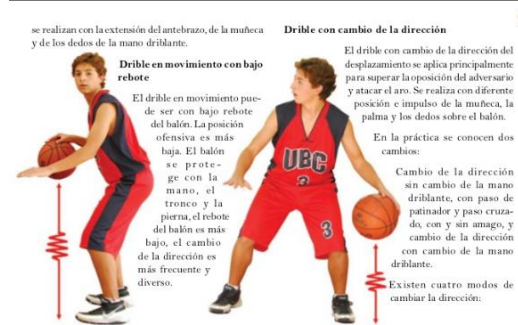 se realizan con la extensión del antebrazo, de la muñeca
y de los dedos de la mano driblante.
Drible en movimiento con bajo
rebote
El drible en movimiento pue-
de ser con bajo rebote
del balón. La posición
ofensiva es más
baja. El balón
se prote-
ge con la
mano, el
tronco y la
pierna, el rebote
del balón es más
bajo, el cambio
de la dirección es
más frecuente y
diverso.
Drible con cambio de la dirección
El drible con cambio de la dirección del
desplazamiento se aplica principalmente
para superar la oposición del adversario
y atacar el aro. Se realiza con diferente
posición e impulso de la muñeca, la
palma y los dedos sobre el balón.
En la práctica se conocen dos
cambios:
Cambio de la dirección
sin cambio de la mano
driblante, con paso de
patinador y paso cruza-
do, con y sin amago, y
cambio de la dirección
con cambio de la mano
driblante.
Existen cuatro modos de
cambiar la dirección:
UBC
3
3